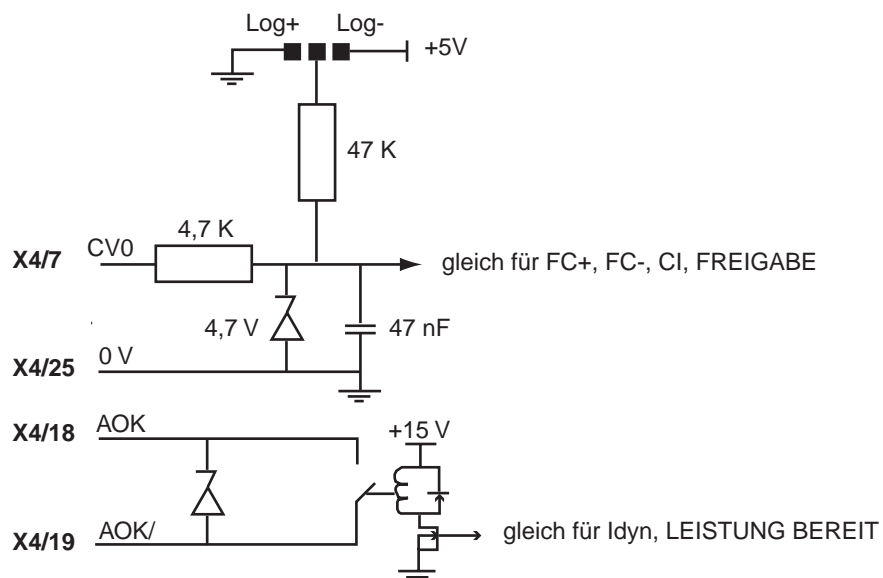 Log+ Log-
+5V
47 K
4,7 K
X4/7 CV0
gleich für FC+, FC-, CI, FREIGABE
4,7 V
47 nF
X4/25 0 V
X4/18 AOK
+15 V
X4/19 AOK/
gleich für Idyn, LEISTUNG BEREIT